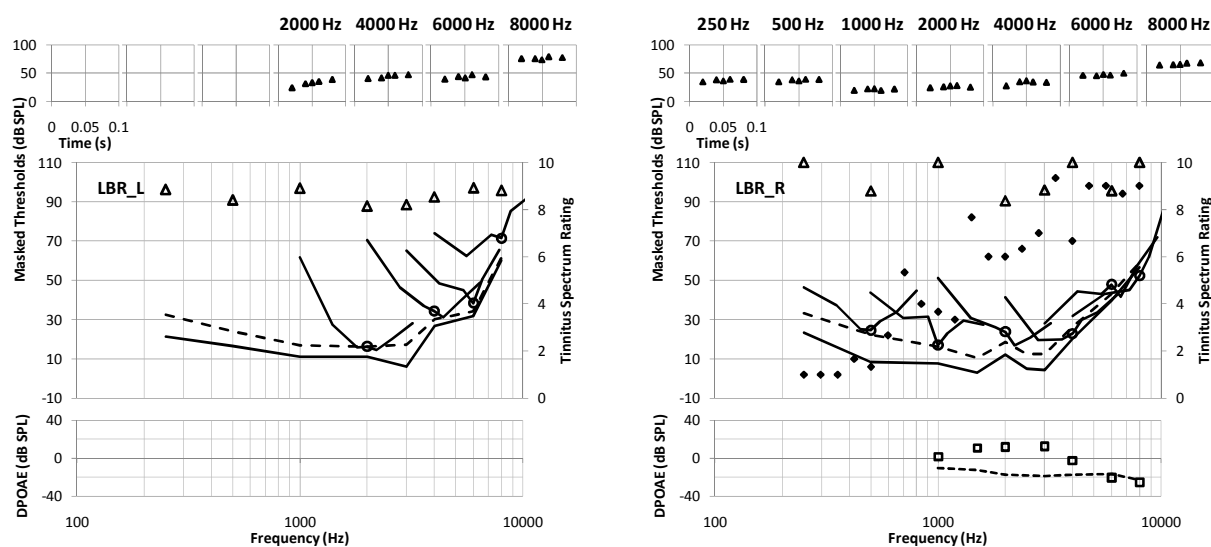 2000 Hz 4000 Hz 6000 Hz 8000 Hz
100
50
0
0 0.05 0.1
Time (s)
Masked Thresholds (dB SPL)
110
90
70
50
30
10
-10
LBR_L
10
8
6
4
2
0
Tinnitus Spectrum Rating
DPOAE (dB SPL)
40
0
-40
100 1000 10000
Frequency (Hz)
250 Hz 500 Hz 1000 Hz 2000 Hz 4000 Hz 6000 Hz 8000 Hz
100
50
0
0 0.05 0.1
Time (s)
Masked Thresholds (dB SPL)
110
90
70
50
30
10
-10
LBR_R
10
8
6
4
2
0
Tinnitus Spectrum Rating
DPOAE (dB SPL)
40
0
-40
100 1000 10000
Frequency (Hz)